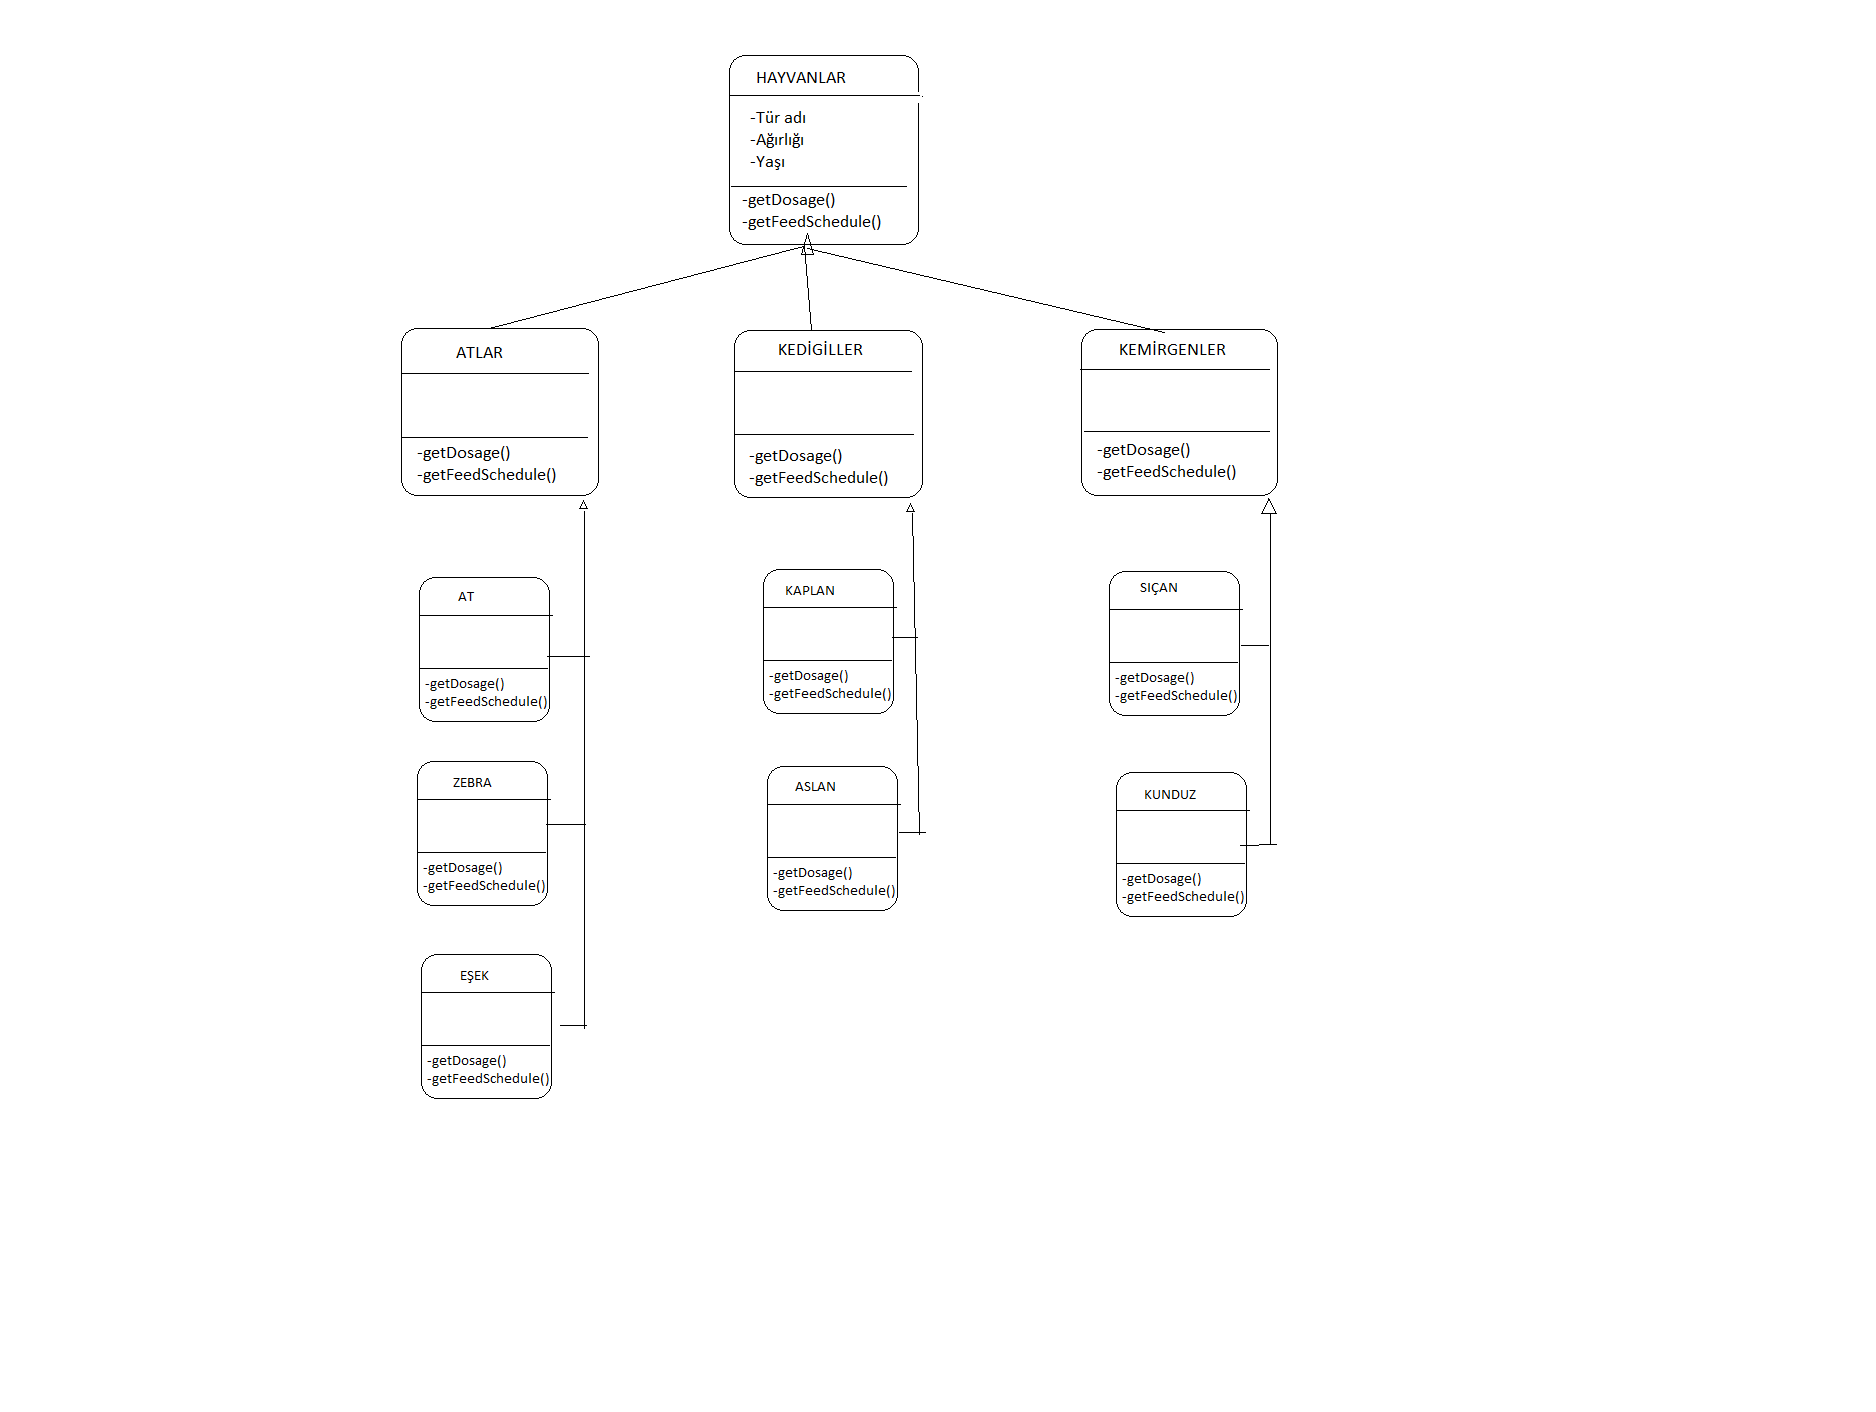 HAYVANLAR
-Tür adı
-Ağırlığı
-Yaşı
-getDosage()
-getFeedSchedule()
ATLAR
-getDosage()
-getFeedSchedule()
KEDİGİLLER
-getDosage()
-getFeedSchedule()
KEMİRGENLER
-getDosage()
-getFeedSchedule()
AT
-getDosage()
-getFeedSchedule()
KAPLAN
-getDosage()
-getFeedSchedule()
SIÇAN
-getDosage()
-getFeedSchedule()
ZEBRA
-getDosage()
-getFeedSchedule()
ASLAN
-getDosage()
-getFeedSchedule()
KUNDUZ
-getDosage()
-getFeedSchedule()
EŞEK
-getDosage()
-getFeedSchedule()